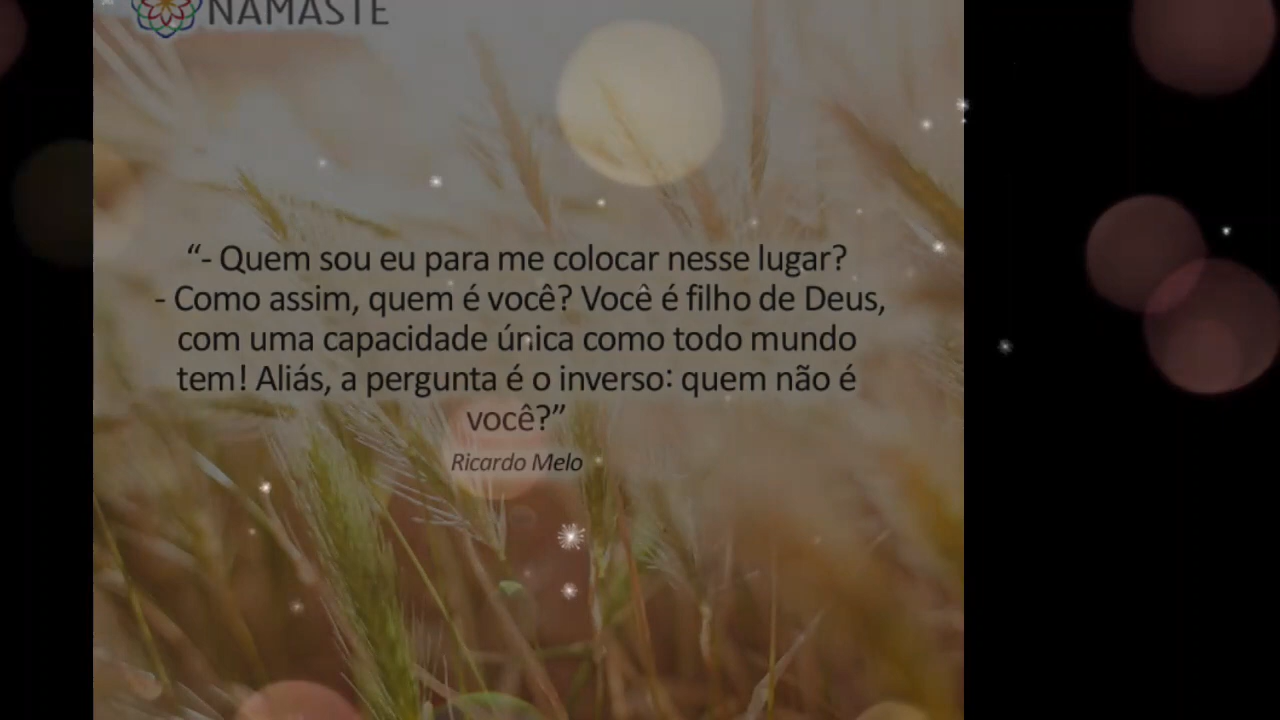 NAMASTE
“- Quem sou eu para me colocar nesse lugar?
- Como assim, quem é você? Você é filho de Deus,
com uma capacidade única como todo mundo
tem! Aliás, a pergunta é o inverso: quem não é
você?”
Ricardo Melo